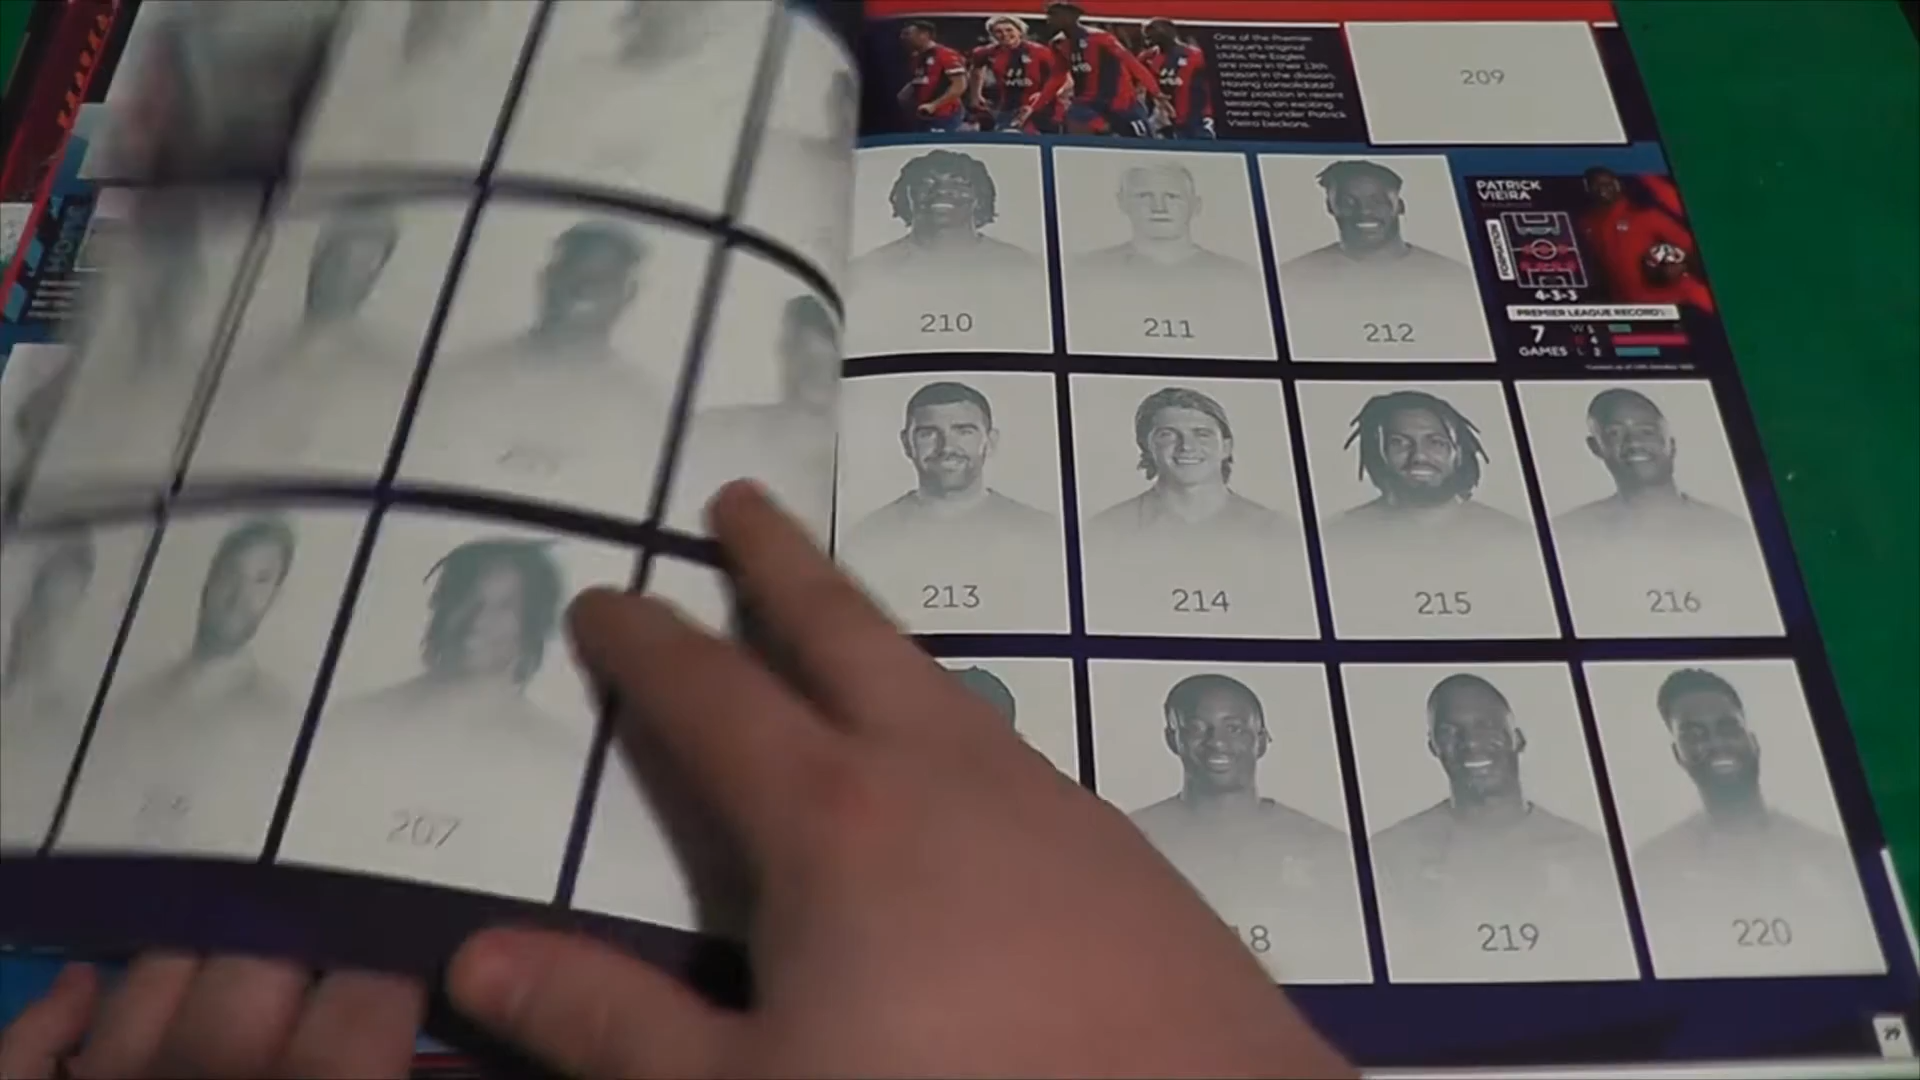 One of the Premier
League's original
clubs, the Eagles
are now in their 13th
season in the division.
Having consolidated
their position in recent
seasons, an exciting
new era under Patrick
Vieira beckons.
209
210
211
212
PATRICK
VIEIRA
FORMATION
4-3-3
PREMIER LEAGUE RECORD
7
GAMES
213
214
215
216
207
219
220